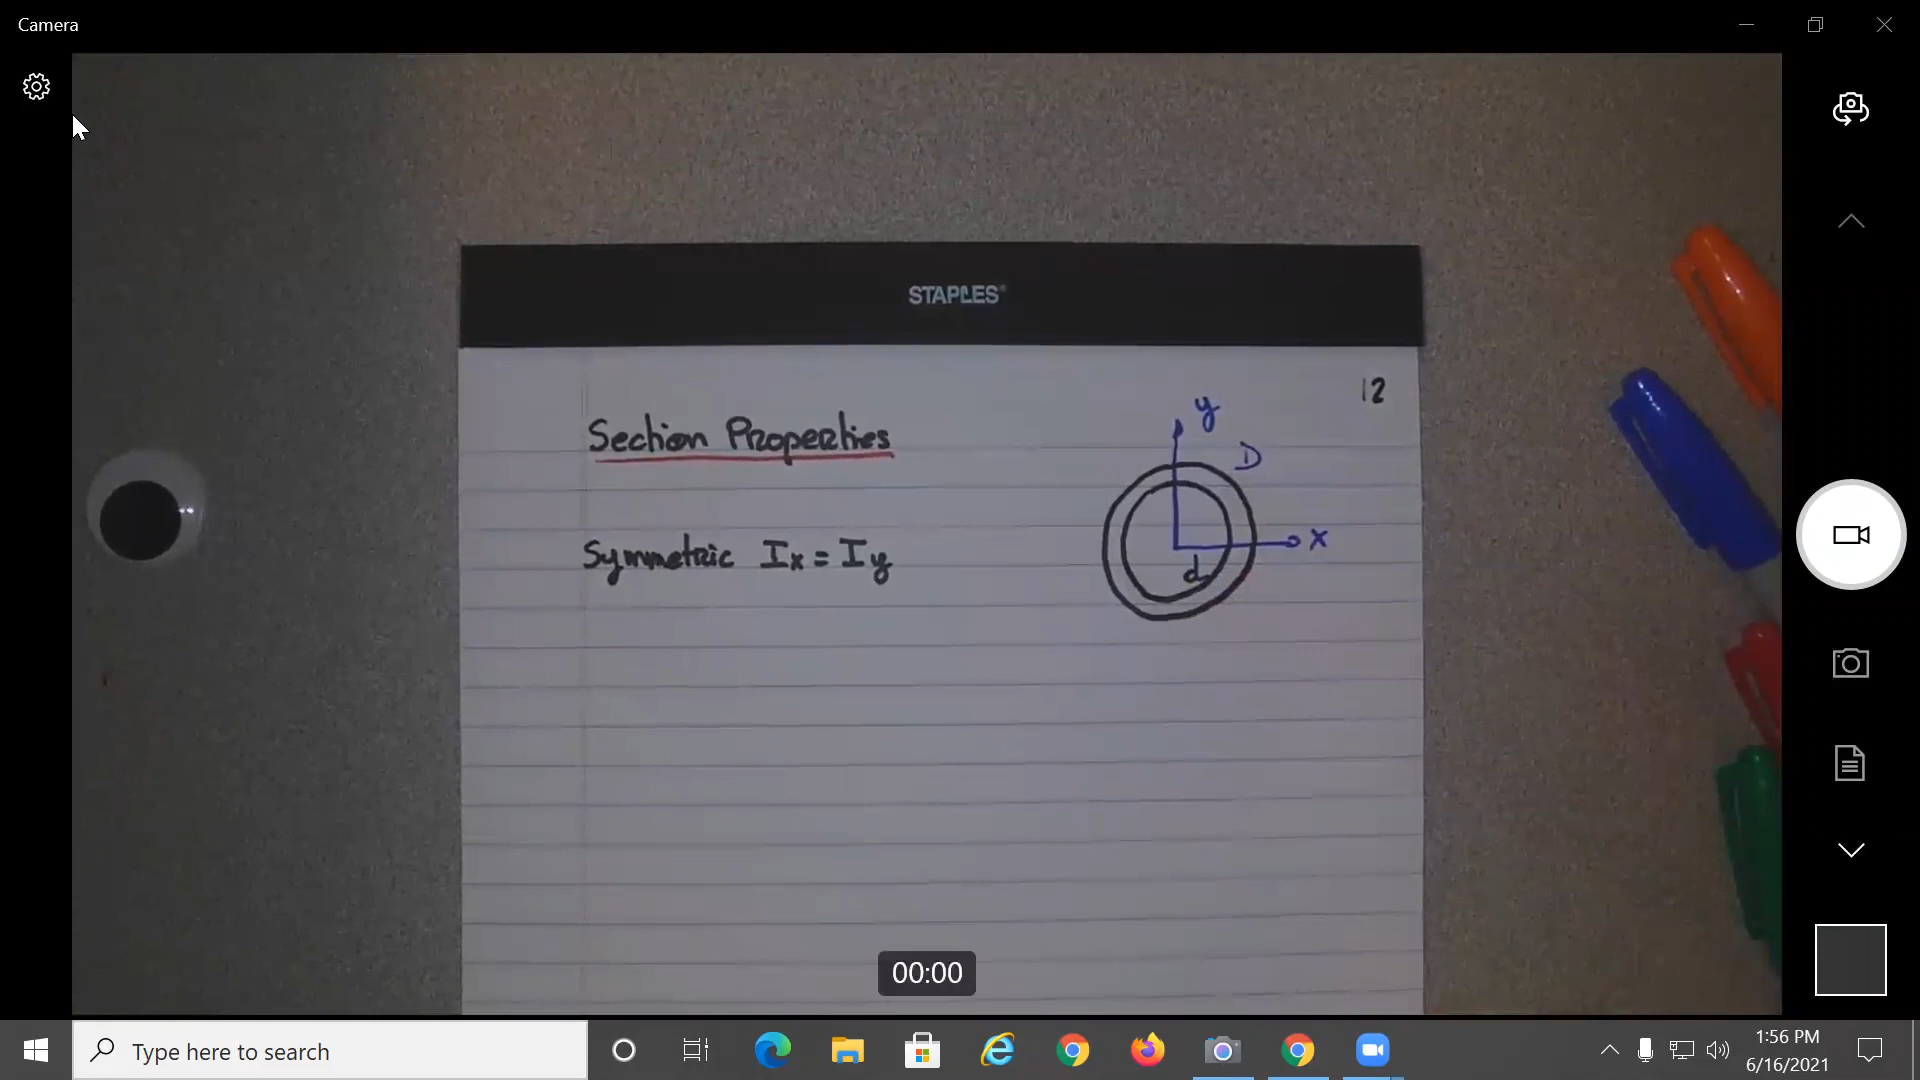 Camera
STAPLES
12
Section Properties
y
D
Symmetric Ix = Iy
x
d
00:00
Type here to search
1:56 PM
6/16/2021